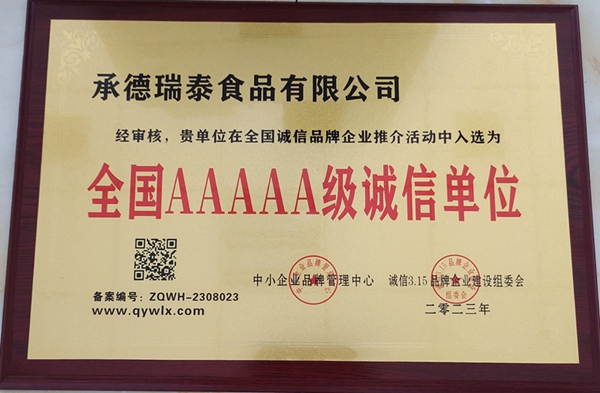 承德瑞泰食品有限公司
经审核，贵单位在全国诚信品牌企业推介活动中入选为
全国AAAAA级诚信单位
中小企业品牌管理中心 诚信3.15品牌企业建设组委会
备案编号：ZQWH-2308023
www.qywlx.com
二零二三年
组委会